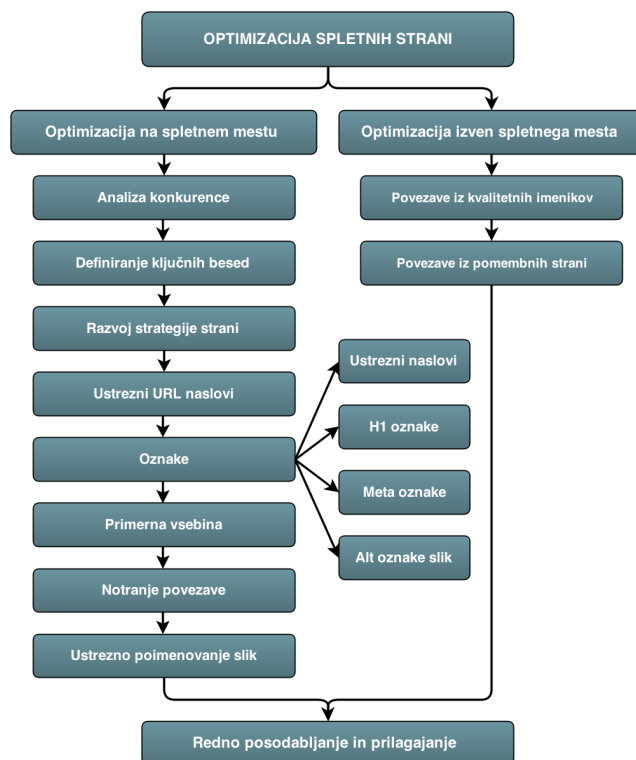 OPTIMIZACIJA SPLETNIH STRANI
Optimizacija na spletnem mestu
Optimizacija izven spletnega mesta
Analiza konkurence
Povezave iz kvalitetnih imenikov
Definiranje ključnih besed
Povezave iz pomembnih strani
Razvoj strategije strani
Ustrezni URL naslovi
Oznake
Ustrezni naslovi
H1 oznake
Meta oznake
Alt oznake slik
Primerna vsebina
Notranje povezave
Ustrezno poimenovanje slik
Redno posodabljanje in prilagajanje